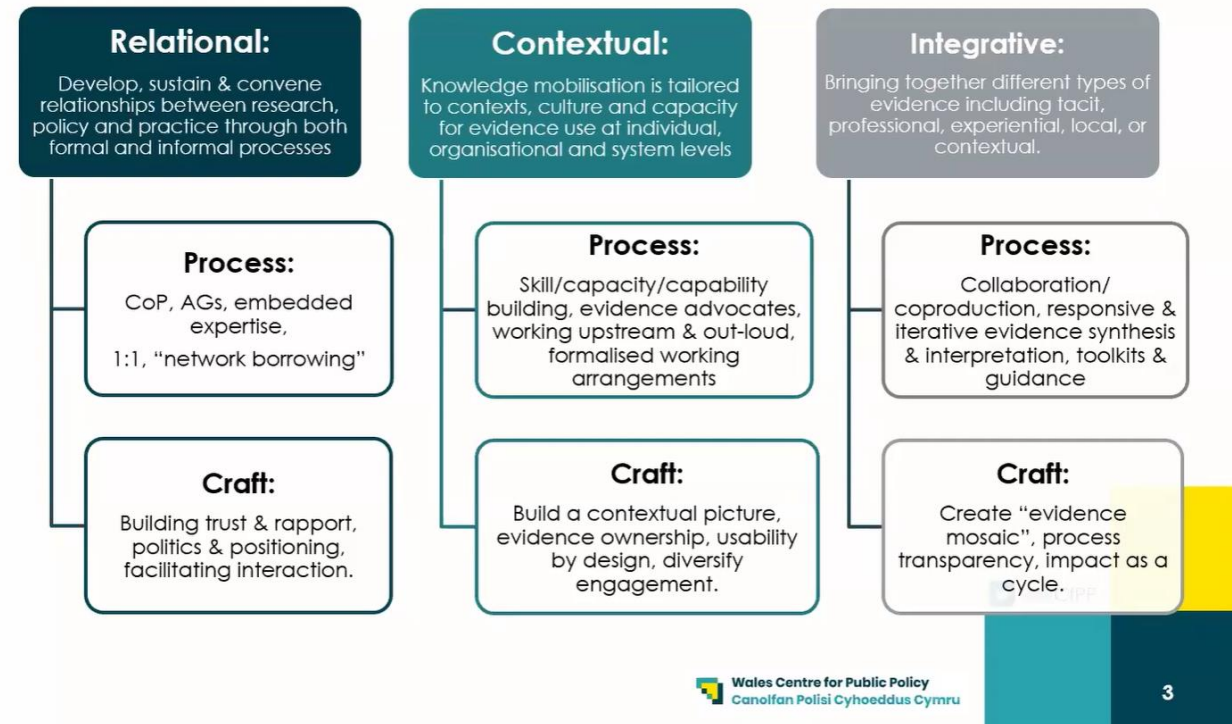 Relational:
Develop, sustain & convene
relationships between research,
policy and practice through both
formal and informal processes
Process:
CoP, AGs, embedded
expertise,
1:1, “network borrowing”
Craft:
Building trust & rapport,
politics & positioning,
facilitating interaction.
Contextual:
Knowledge mobilisation is tailored
to contexts, culture and capacity
for evidence use at individual,
organisational and system levels
Process:
Skill/capacity/capability
building, evidence advocates,
working upstream & out-loud,
formalised working
arrangements
Craft:
Build a contextual picture,
evidence ownership, usability
by design, diversify
engagement.
Integrative:
Bringing together different types of
evidence including tacit,
professional, experiential, local, or
contextual.
Process:
Collaboration/
coproduction, responsive &
iterative evidence synthesis
& interpretation, toolkits &
guidance
Craft:
Create “evidence
mosaic”, process
transparency, impact as a
cycle.
Wales Centre for Public Policy
Canolfan Polisi Cyhoeddus Cymru
3